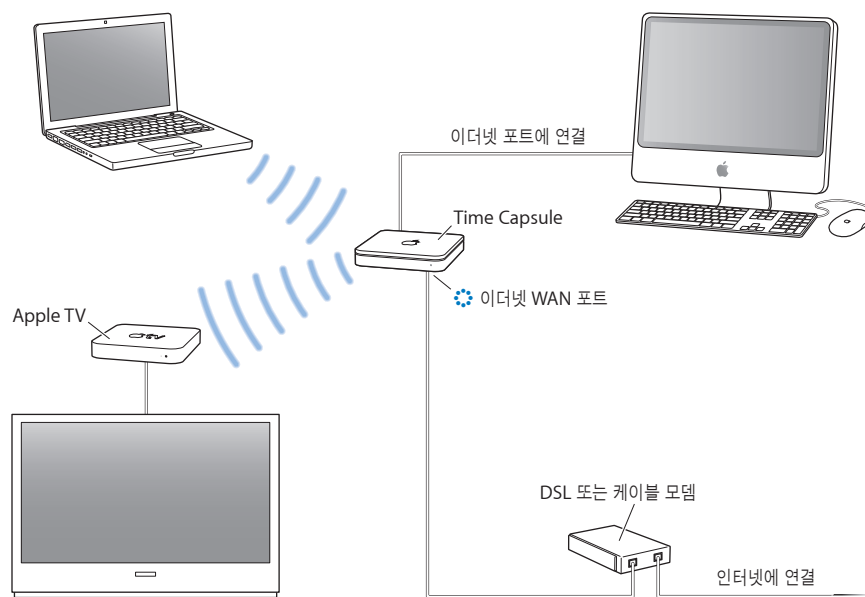 이더넷 포트에 연결
Time Capsule
이더넷 WAN 포트
Apple TV
tv
DSL 또는 케이블 모뎀
인터넷에 연결